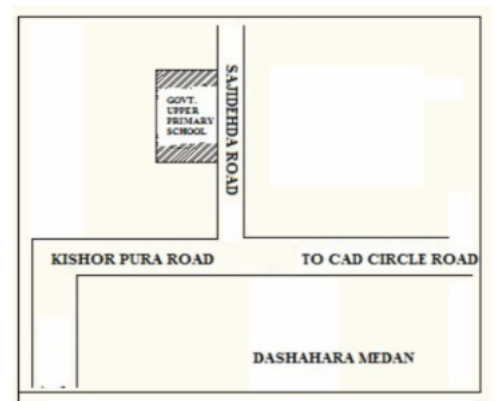 GOVT.
UPPER
PRIMARY
SCHOOL
SAJIDEHDA ROAD
KISHOR PURA ROAD
TO CAD CIRCLE ROAD
DASHAHARA MEDAN